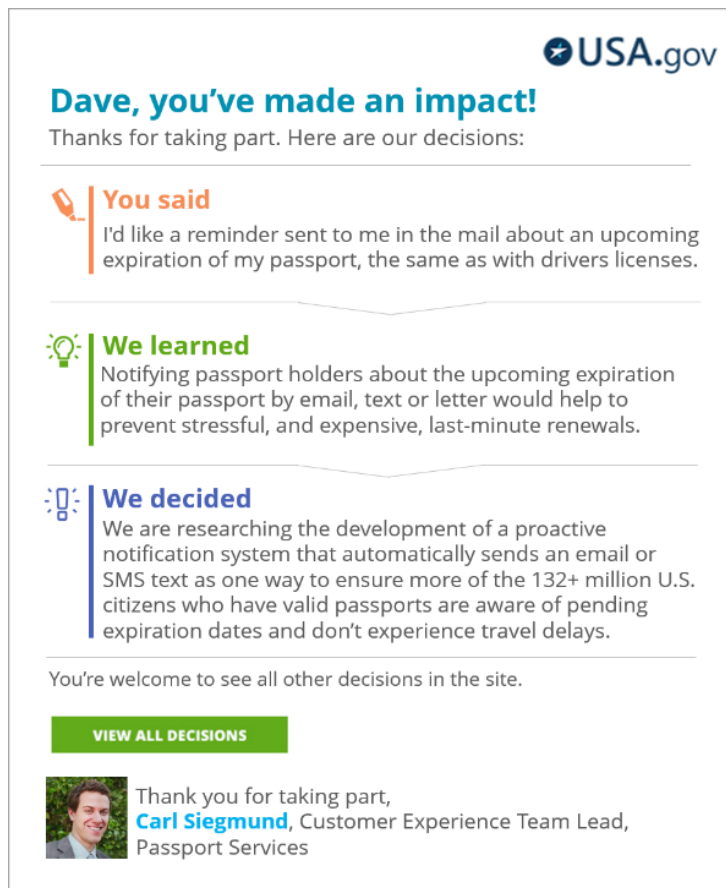 USA.gov
Dave, you've made an impact!
Thanks for taking part. Here are our decisions:
You said
I'd like a reminder sent to me in the mail about an upcoming
expiration of my passport, the same as with drivers licenses.
We learned
Notifying passport holders about the upcoming expiration
of their passport by email, text or letter would help to
prevent stressful, and expensive, last-minute renewals.
We decided
We are researching the development of a proactive
notification system that automatically sends an email or
SMS text as one way to ensure more of the 132+ million U.S.
citizens who have valid passports are aware of pending
expiration dates and don't experience travel delays.
You're welcome to see all other decisions in the site.
VIEW ALL DECISIONS
Thank you for taking part,
Carl Siegmund, Customer Experience Team Lead,
Passport Services